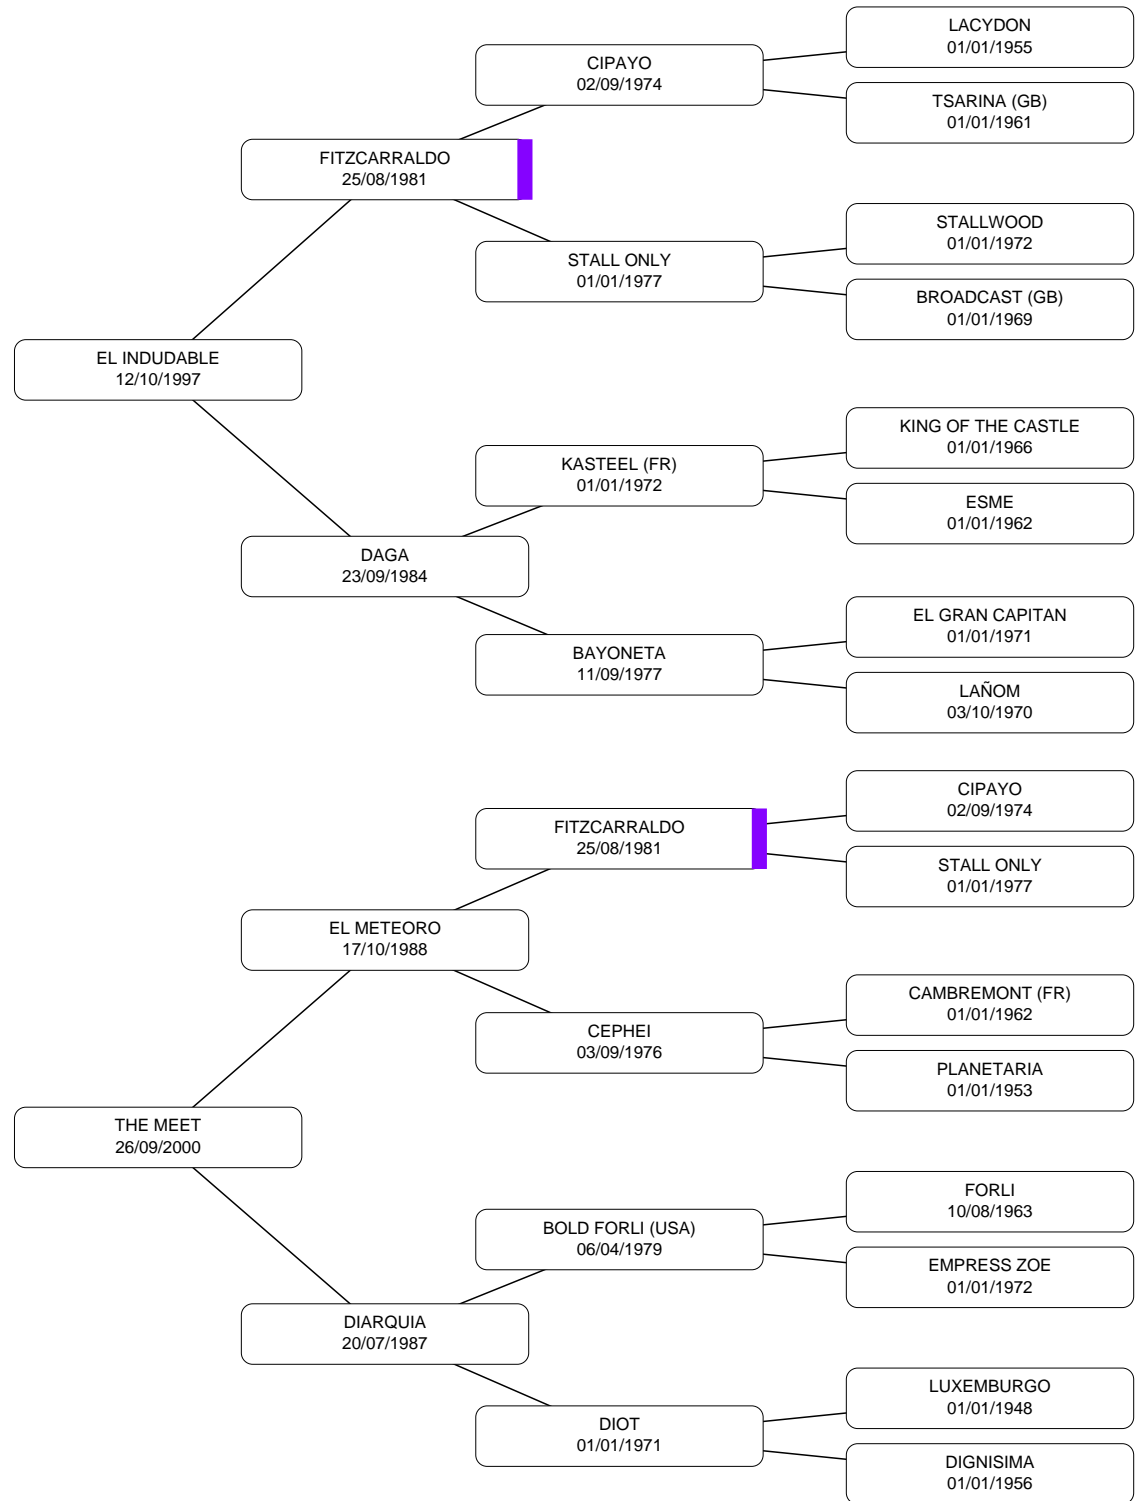 LACYDON
01/01/1955
CIPAYO
02/09/1974
TSARINA (GB)
01/01/1961
FITZCARRALDO
25/08/1981
STALLWOOD
01/01/1972
STALL ONLY
01/01/1977
BROADCAST (GB)
01/01/1969
EL INDUDABLE
12/10/1997
KING OF THE CASTLE
01/01/1966
KASTEEL (FR)
01/01/1972
ESME
01/01/1962
DAGA
23/09/1984
EL GRAN CAPITAN
01/01/1971
BAYONETA
11/09/1977
LAÑOM
03/10/1970
CIPAYO
02/09/1974
FITZCARRALDO
25/08/1981
STALL ONLY
01/01/1977
EL METEORO
17/10/1988
CAMBREMONT (FR)
01/01/1962
CEPHEI
03/09/1976
PLANETARIA
01/01/1953
THE MEET
26/09/2000
FORLI
10/08/1963
BOLD FORLI (USA)
06/04/1979
EMPRESS ZOE
01/01/1972
DIARQUIA
20/07/1987
LUXEMBURGO
01/01/1948
DIOT
01/01/1971
DIGNISIMA
01/01/1956